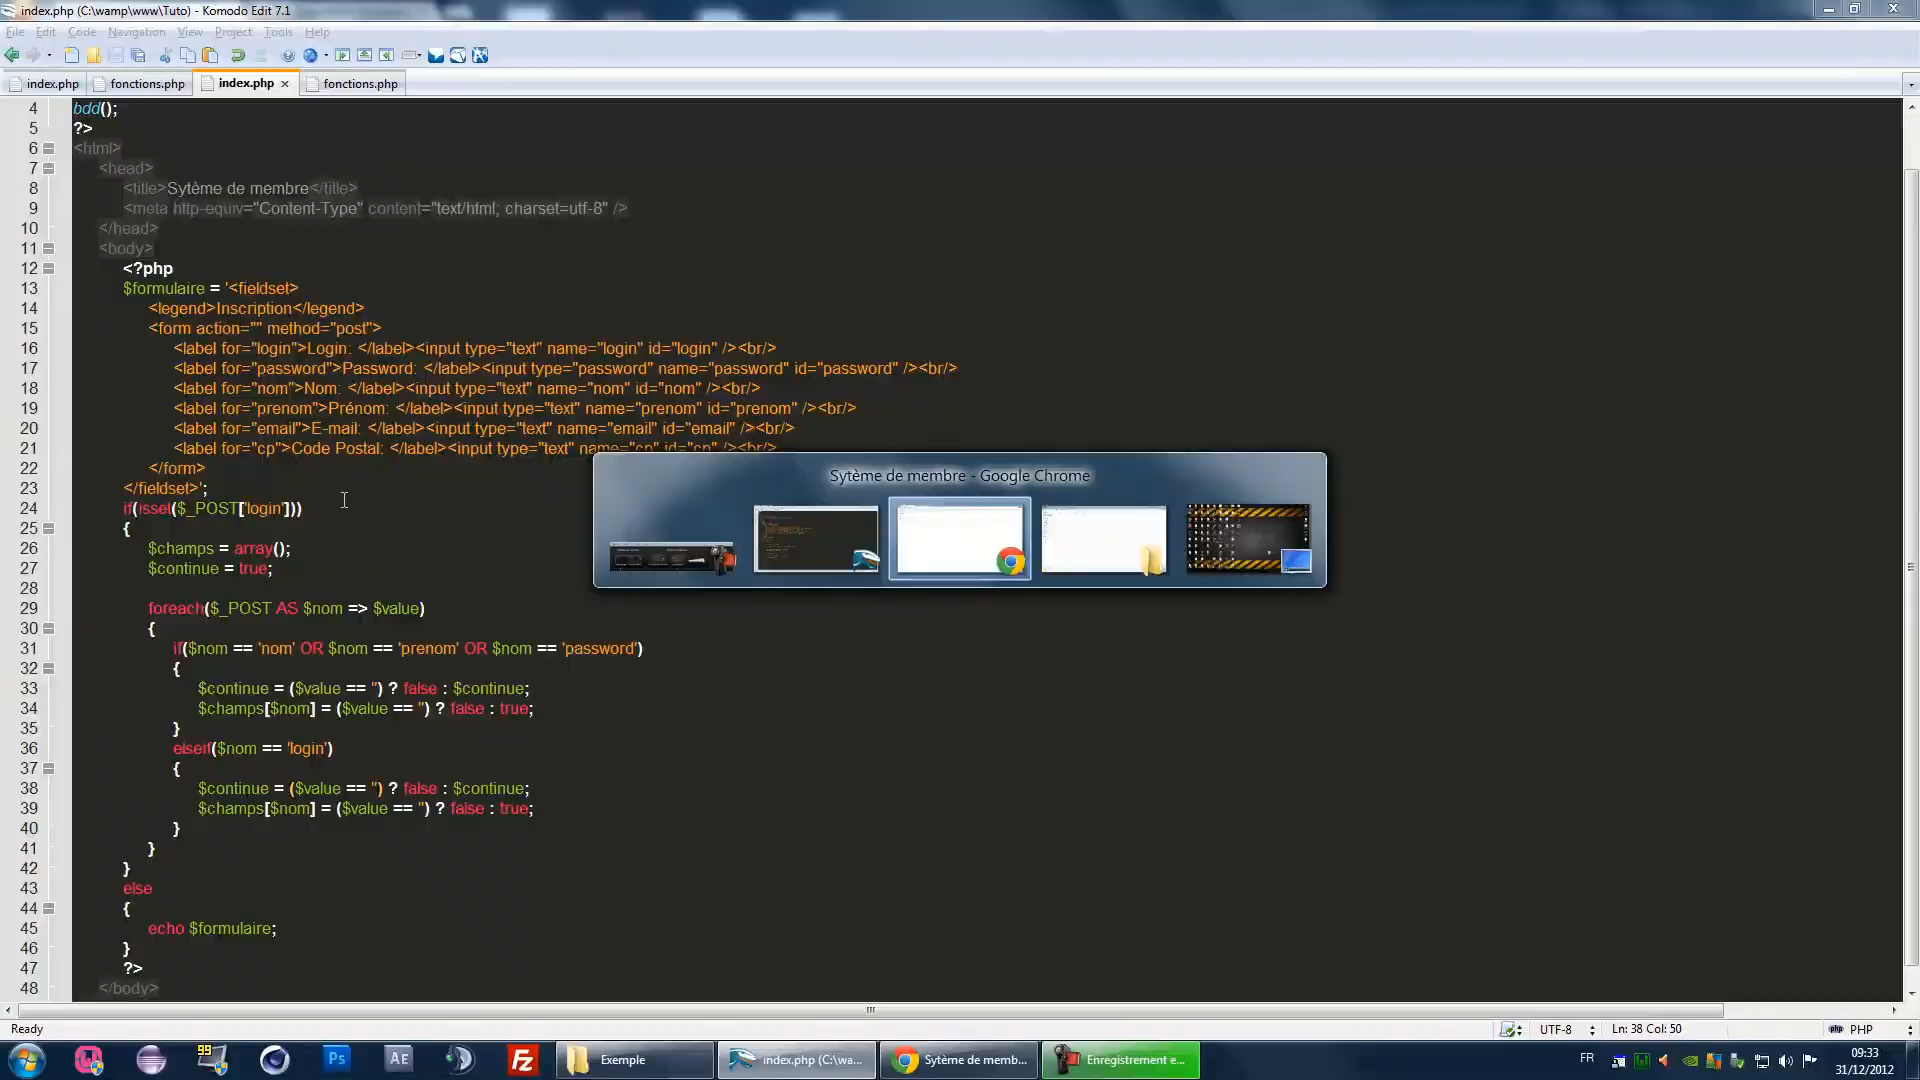 index.php (C:\wamp\www\Tuto) - Komodo Edit 7.1
File Edit Code Navigation View Project Tools Help
index.php fonctions.php index.php fonctions.php
4 bdd();
5 ?>
6 <html>
7 <head>
8 <title>Sytème de membre</title>
9 <meta http-equiv="Content-Type" content="text/html; charset=utf-8" />
10 </head>
11 <body>
12 <?php
13 $formulaire = '<fieldset>
14 <legend>Inscription</legend>
15 <form action="" method="post">
16 <label for="login">Login: </label><input type="text" name="login" id="login" /><br/>
17 <label for="password">Password: </label><input type="password" name="password" id="password" /><br/>
18 <label for="nom">Nom: </label><input type="text" name="nom" id="nom" /><br/>
19 <label for="prenom">Prénom: </label><input type="text" name="prenom" id="prenom" /><br/>
20 <label for="email">E-mail: </label><input type="text" name="email" id="email" /><br/>
21 <label for="cp">Code Postal: </label><input type="text" name="cp" id="cp" /><br/>
22 </form>
23 </fieldset>';
24 if(isset($_POST['login']))
25 {
26 $champs = array();
27 $continue = true;
28
29 foreach($_POST AS $nom => $value)
30 {
31 if($nom == 'nom' OR $nom == 'prenom' OR $nom == 'password')
32 {
33 $continue = ($value == '') ? false : $continue;
34 $champs[$nom] = ($value == '') ? false : true;
35 }
36 elseif($nom == 'login')
37 {
38 $continue = ($value == '') ? false : $continue;
39 $champs[$nom] = ($value == '') ? false : true;
40 }
41 }
42 }
43 else
44 {
45 echo $formulaire;
46 }
47 ?>
48 </body>
Sytème de membre - Google Chrome
Ready UTF-8 Ln: 38 Col: 50 PHP
99 Ps Ae Fz Exemple index.php (C:\wa... Sytème de memb... Enregistrement e... FR 09:33
31/12/2012